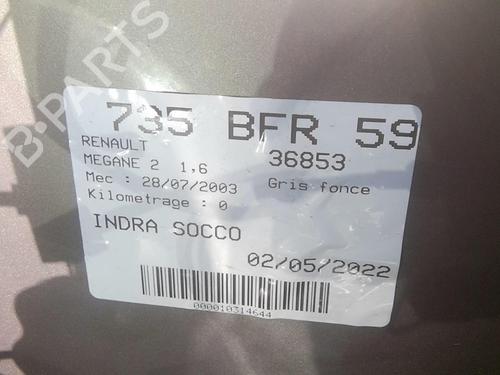 B-PARTS
735 BFR 59
RENAULT 36853
MEGANE 2 1,6
Mec : 28/07/2003 Gris fonce
Kilometrage : 0
INDRA SOCCO
02/05/2022
000010314644